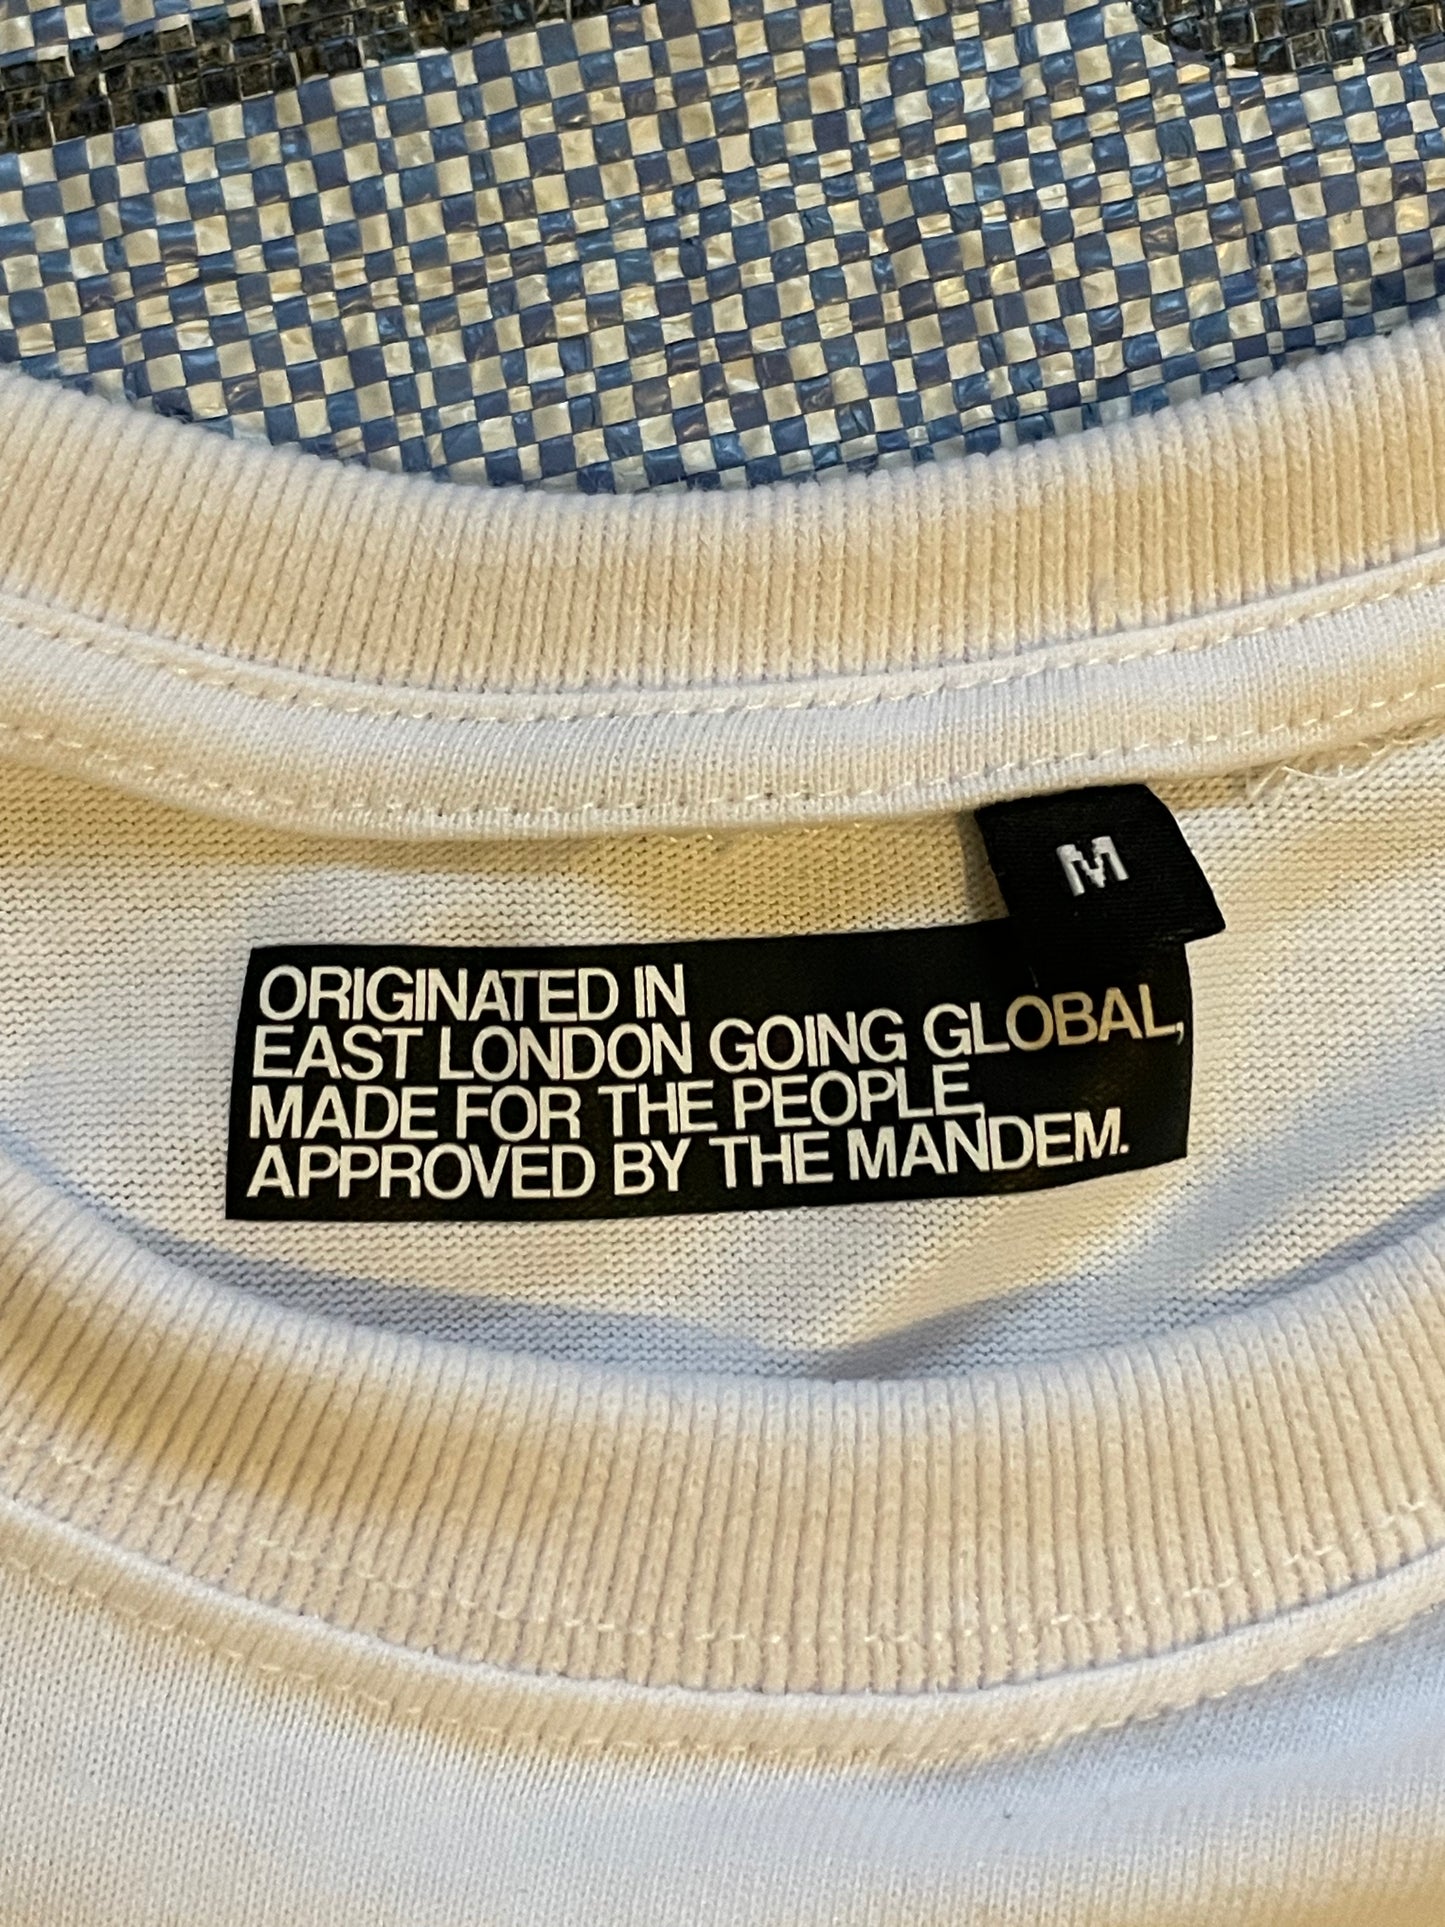 M
ORIGINATED IN
EAST LONDON GOING GLOBAL,
MADE FOR THE PEOPLE
APPROVED BY THE MANDEM.